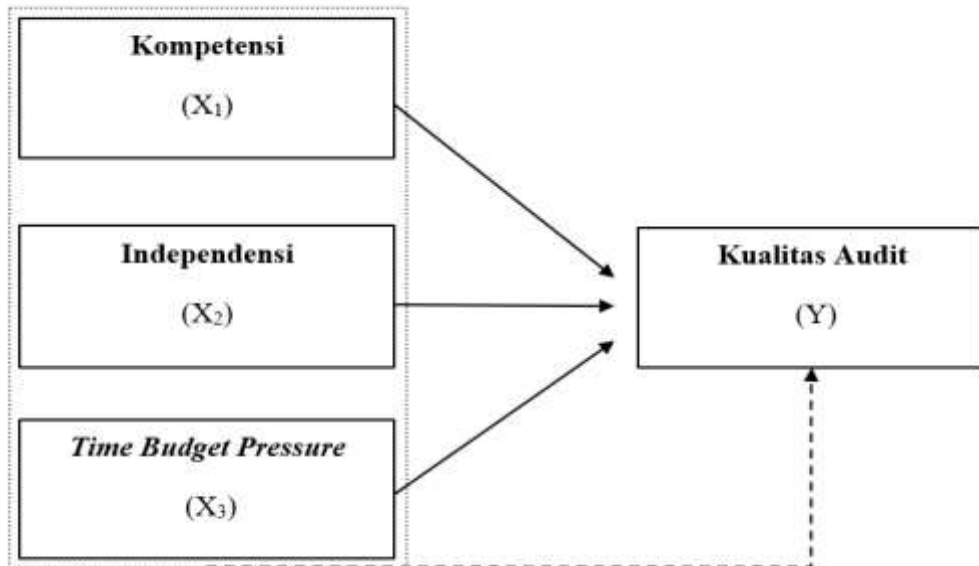 Kompetensi
(X₁)
Independensi
(X₂)
Time Budget Pressure
(X₃)
Kualitas Audit
(Y)